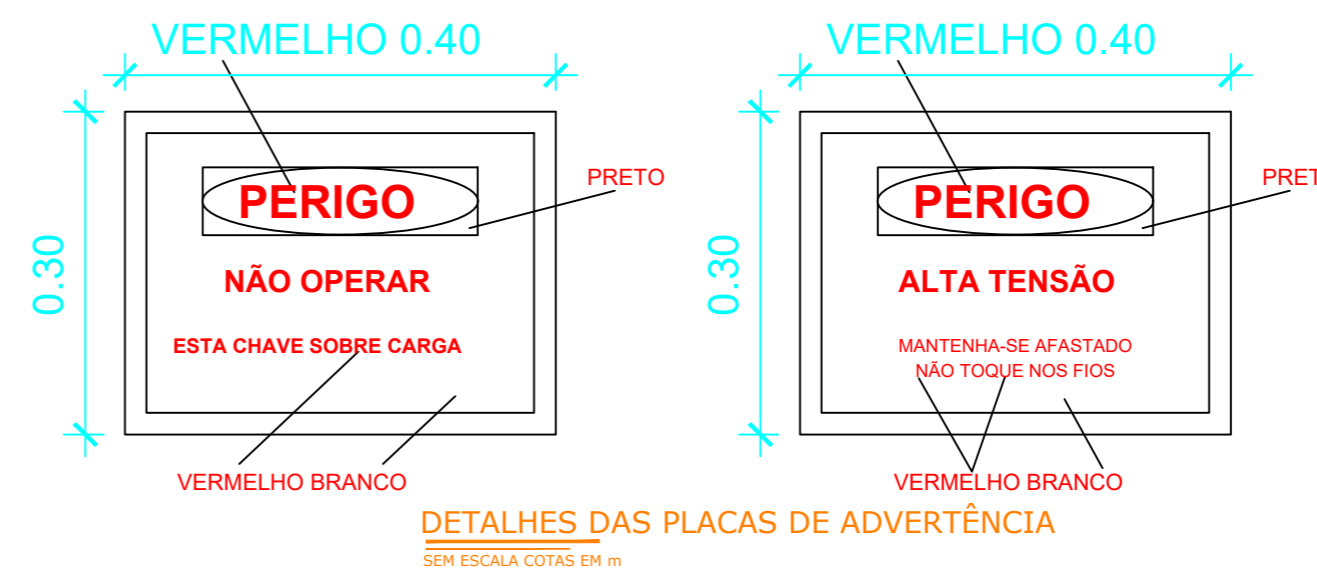 VERMELHO 0.40
0.30
PERIGO
PRETO
NÃO OPERAR
ESTA CHAVE SOBRE CARGA
VERMELHO BRANCO
VERMELHO 0.40
0.30
PERIGO
PRET
ALTA TENSÃO
MANTENHA-SE AFASTADO
NÃO TOQUE NOS FIOS
VERMELHO BRANCO
DETALHES DAS PLACAS DE ADVERTÊNCIA
SEM ESCALA COTAS EM m